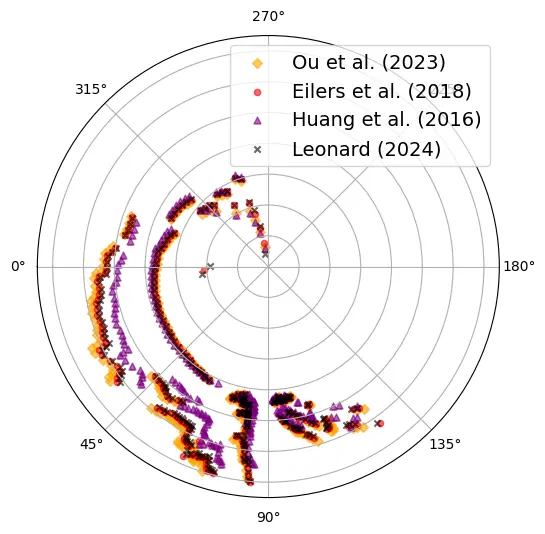 270°
Ou et al. (2023)
Eilers et al. (2018)
Huang et al. (2016)
Leonard (2024)
315°
0°
180°
45°
135°
90°